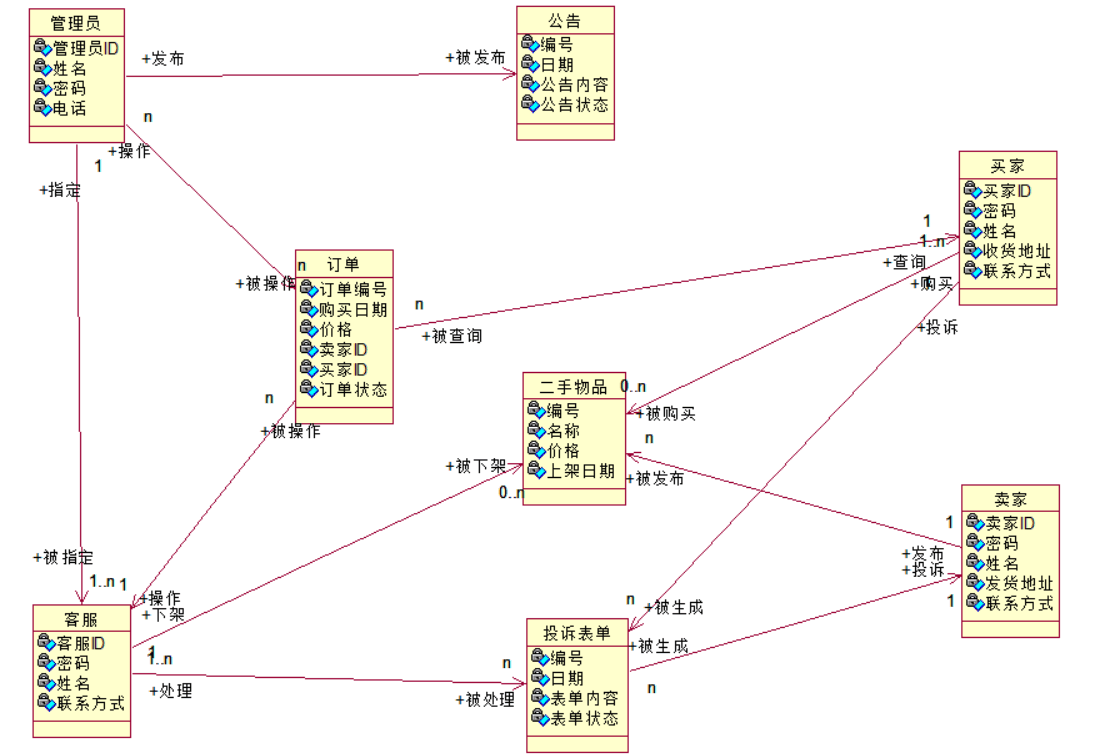 管理员
管理员ID
姓名
密码
电话
公告
编号
日期
公告内容
公告状态
+发布
+被发布
n
+操作
1
+指定
买家
买家ID
密码
姓名
收货地址
联系方式
订单
订单编号
购买日期
价格
卖家ID
买家ID
订单状态
n
+被操作
1
1..n
+查询
+购买
+投诉
n
+被查询
n
+被操作
二手物品
编号
名称
价格
上架日期
0..n
+被购买
n
+被发布
+被下架
0..n
卖家
卖家ID
密码
姓名
发货地址
联系方式
1
+发布
+投诉
1
+被指定
1..n
1
+操作
+下架
客服
客服ID
密码
姓名
联系方式
1
1..n
+处理
n
+被处理
投诉表单
编号
日期
表单内容
表单状态
n
+被生成
+被生成
n